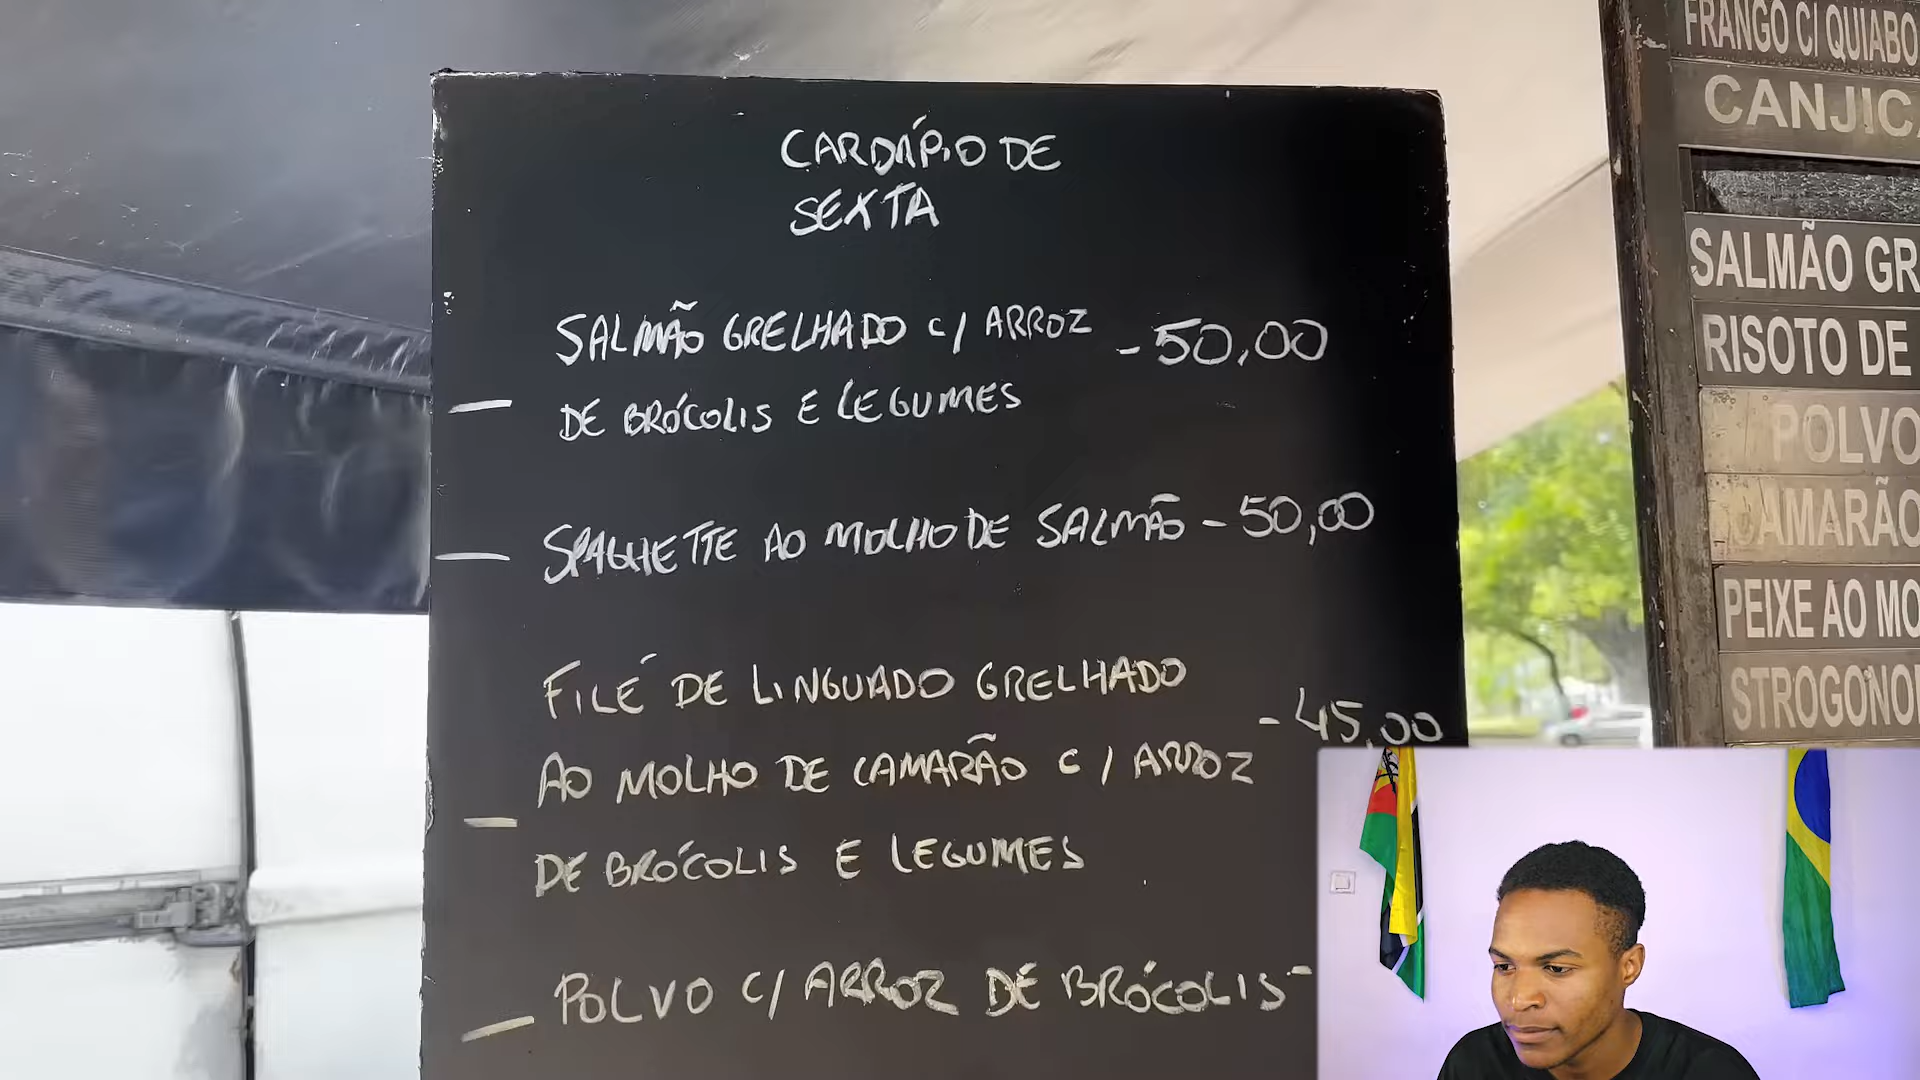 CARDÁPIO DE
SEXTA
SALMÃO GRELHADO C/ ARROZ - 50,00
DE BRÓCOLIS E LEGUMES
SPAGHETTE AO MOLHO DE SALMÃO - 50,00
FILÉ DE LINGUADO GRELHADO
- 45,00
AO MOLHO DE CAMARÃO C/ ARROZ
DE BRÓCOLIS E LEGUMES
POLVO C/ ARROZ DE BRÓCOLIS -
FRANGO C/ QUIABO
CANJIC
SALMÃO GR
RISOTO DE
POLVO
CAMARÃO
PEIXE AO MO
STROGONO